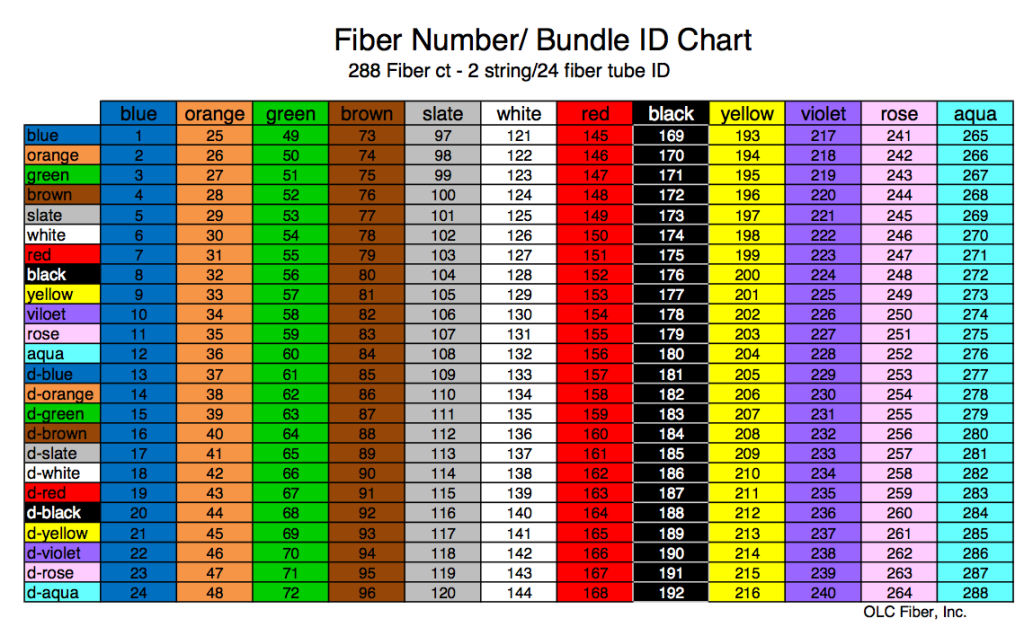 Fiber Number/ Bundle ID Chart
288 Fiber ct - 2 string/24 fiber tube ID
blue orange green brown slate white red black yellow violet rose aqua
blue 1 25 49 73 97 121 145 169 193 217 241 265
orange 2 26 50 74 98 122 146 170 194 218 242 266
green 3 27 51 75 99 123 147 171 195 219 243 267
brown 4 28 52 76 100 124 148 172 196 220 244 268
slate 5 29 53 77 101 125 149 173 197 221 245 269
white 6 30 54 78 102 126 150 174 198 222 246 270
red 7 31 55 79 103 127 151 175 199 223 247 271
black 8 32 56 80 104 128 152 176 200 224 248 272
yellow 9 33 57 81 105 129 153 177 201 225 249 273
viloet 10 34 58 82 106 130 154 178 202 226 250 274
rose 11 35 59 83 107 131 155 179 203 227 251 275
aqua 12 36 60 84 108 132 156 180 204 228 252 276
d-blue 13 37 61 85 109 133 157 181 205 229 253 277
d-orange 14 38 62 86 110 134 158 182 206 230 254 278
d-green 15 39 63 87 111 135 159 183 207 231 255 279
d-brown 16 40 64 88 112 136 160 184 208 232 256 280
d-slate 17 41 65 89 113 137 161 185 209 233 257 281
d-white 18 42 66 90 114 138 162 186 210 234 258 282
d-red 19 43 67 91 115 139 163 187 211 235 259 283
d-black 20 44 68 92 116 140 164 188 212 236 260 284
d-yellow 21 45 69 93 117 141 165 189 213 237 261 285
d-violet 22 46 70 94 118 142 166 190 214 238 262 286
d-rose 23 47 71 95 119 143 167 191 215 239 263 287
d-aqua 24 48 72 96 120 144 168 192 216 240 264 288
OLC Fiber, Inc.